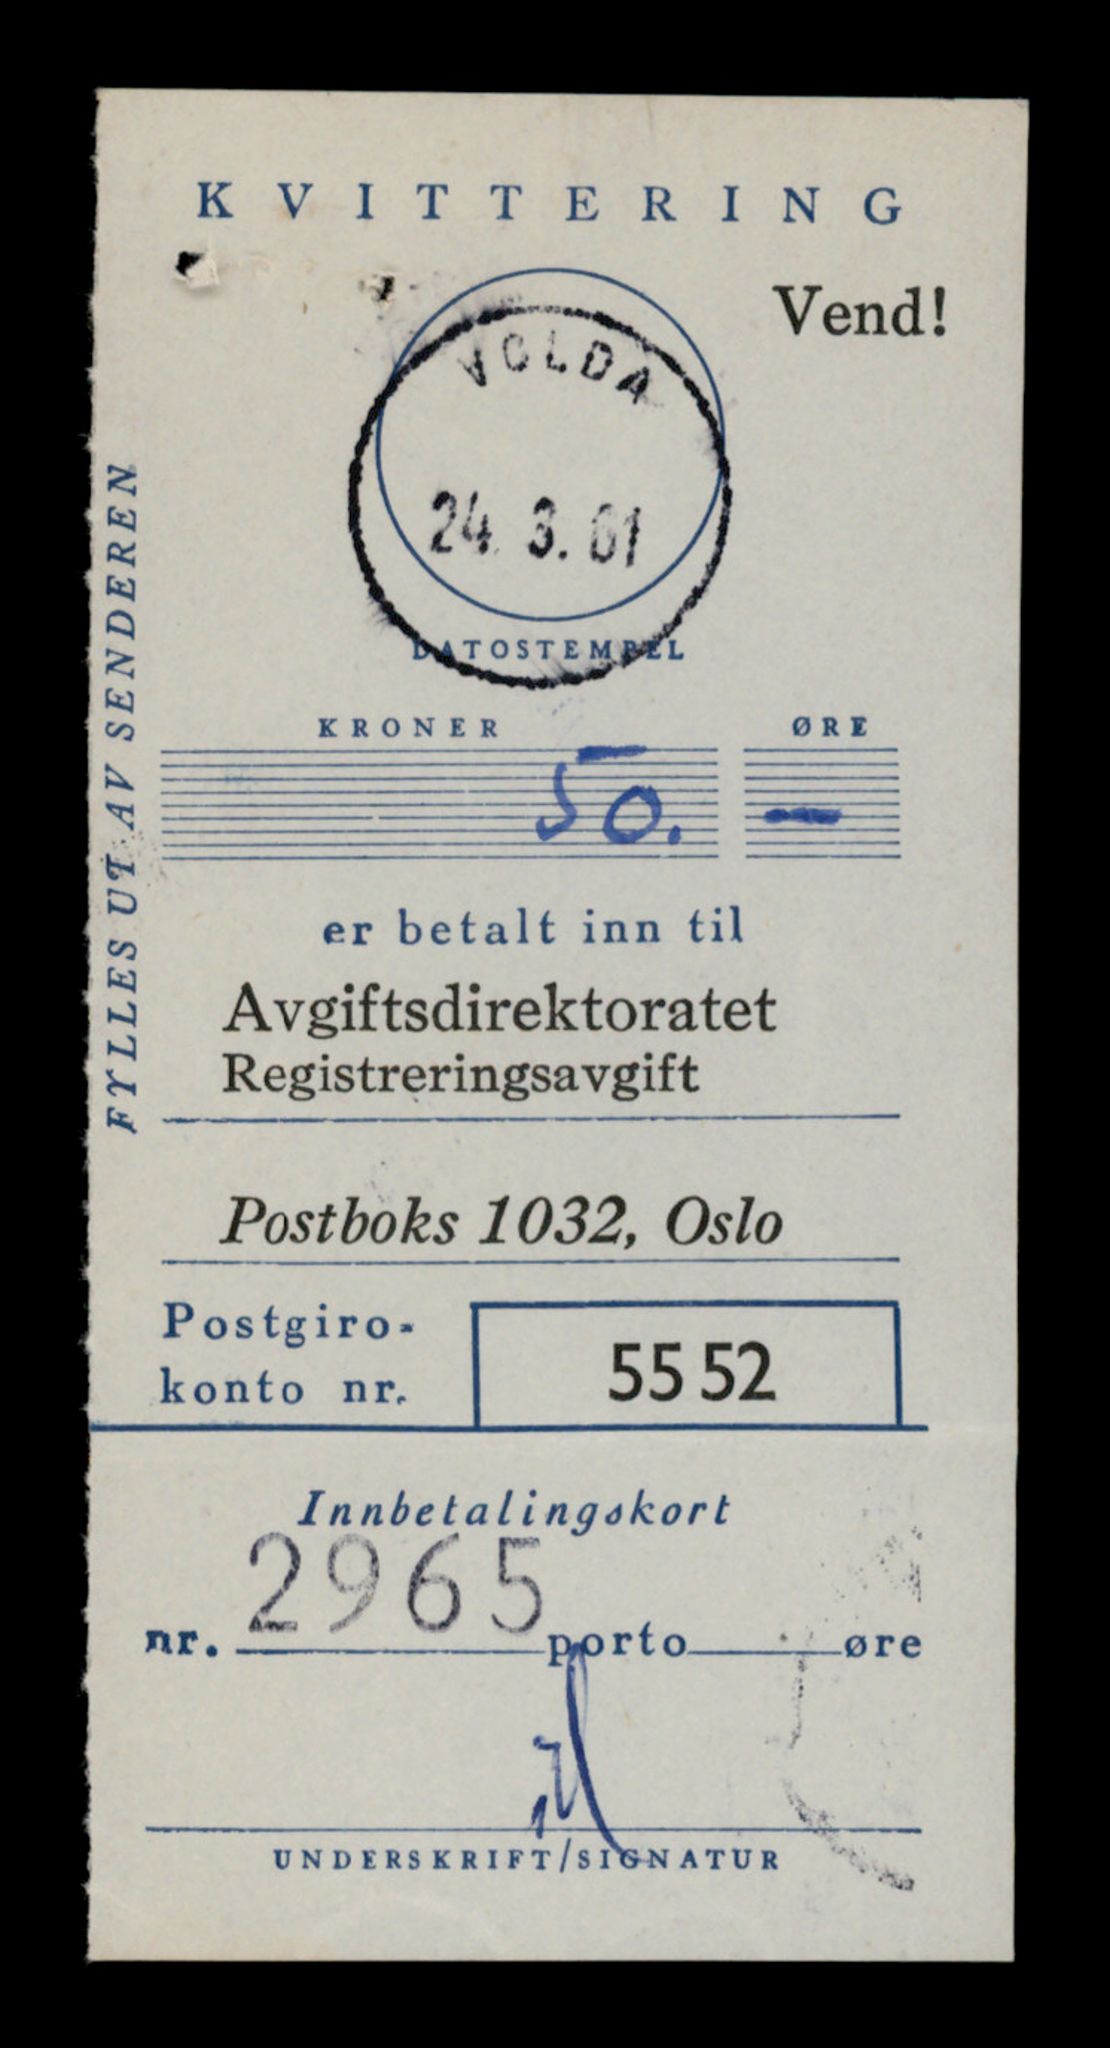 KVITTERING
Vend!
VOLDA
24. 3. 61
DATOSTEMPEL
FYLLES UT AV SENDEREN
KRONER ØRE
50. —
er betalt inn til
Avgiftsdirektoratet
Registreringsavgift
Postboks 1032, Oslo
Postgiro-
konto nr.
55 52
Innbetalingskort
nr. 2965 porto øre
UNDERSKRIFT/SIGNATUR